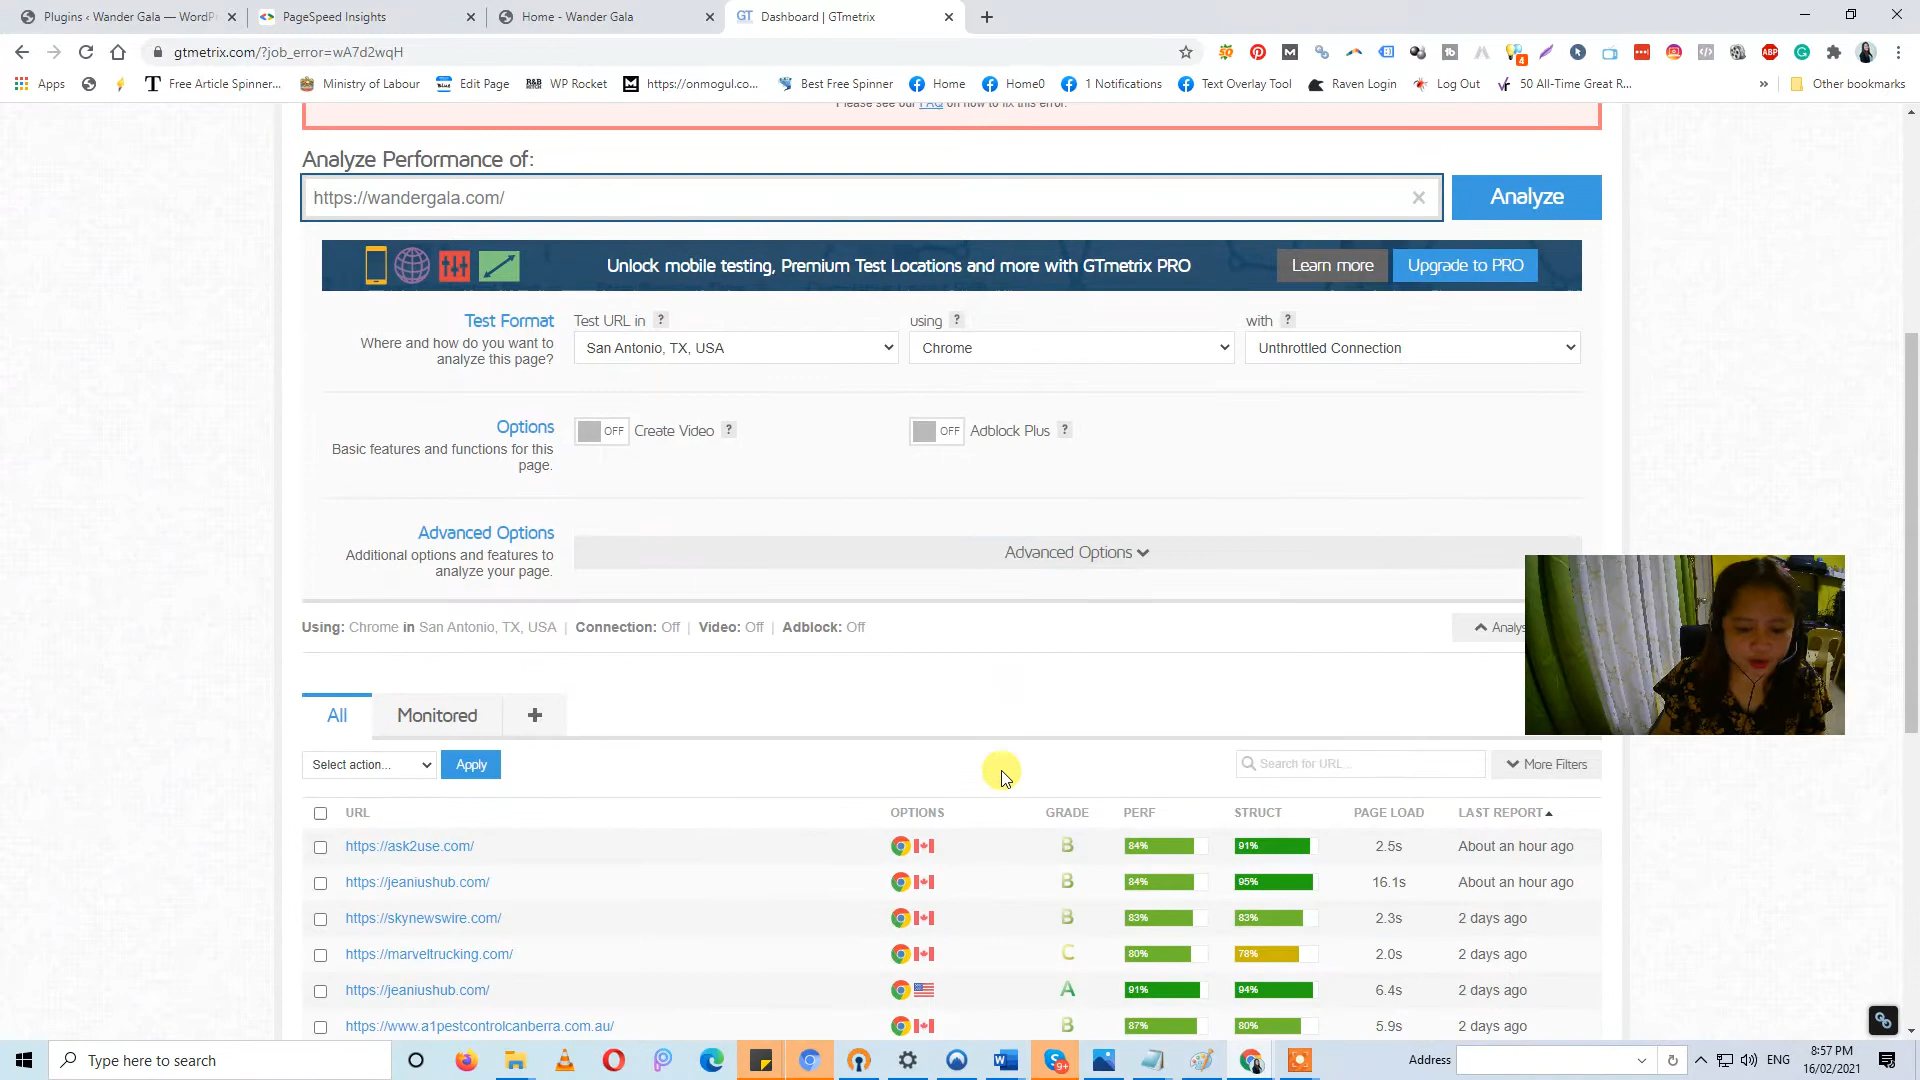 Plugins ‹ Wander Gala — WordP
PageSpeed Insights
Home - Wander Gala
GT Dashboard | GTmetrix
gtmetrix.com/?job_error=wA7d2wqH
Apps
Free Article Spinner...
Ministry of Labour
Edit Page
WP Rocket
https://onmogul.co...
Best Free Spinner
Home
Home0
1 Notifications
Text Overlay Tool
Raven Login
Log Out
50 All-Time Great R...
»
Other bookmarks
Please see our FAQ on how to fix this error.
Analyze Performance of:
https://wandergala.com/
Analyze
Unlock mobile testing, Premium Test Locations and more with GTmetrix PRO
Learn more
Upgrade to PRO
Test Format
Where and how do you want to
analyze this page?
Test URL in ?
San Antonio, TX, USA
using ?
Chrome
with ?
Unthrottled Connection
Options
Basic features and functions for this
page.
OFF Create Video ?
OFF Adblock Plus ?
Advanced Options
Additional options and features to
analyze your page.
Advanced Options
Using: Chrome in San Antonio, TX, USA | Connection: Off | Video: Off | Adblock: Off
Analys
All
Monitored
+
Select action...
Apply
Search for URL...
More Filters
URL OPTIONS GRADE PERF STRUCT PAGE LOAD LAST REPORT
https://ask2use.com/ B 84% 91% 2.5s About an hour ago
https://jeaniushub.com/ B 84% 95% 16.1s About an hour ago
https://skynewswire.com/ B 83% 83% 2.3s 2 days ago
https://marveltrucking.com/ C 80% 78% 2.0s 2 days ago
https://jeaniushub.com/ A 91% 94% 6.4s 2 days ago
https://www.a1pestcontrolcanberra.com.au/ B 87% 80% 5.9s 2 days ago
Type here to search
Address
ENG
8:57 PM
16/02/2021